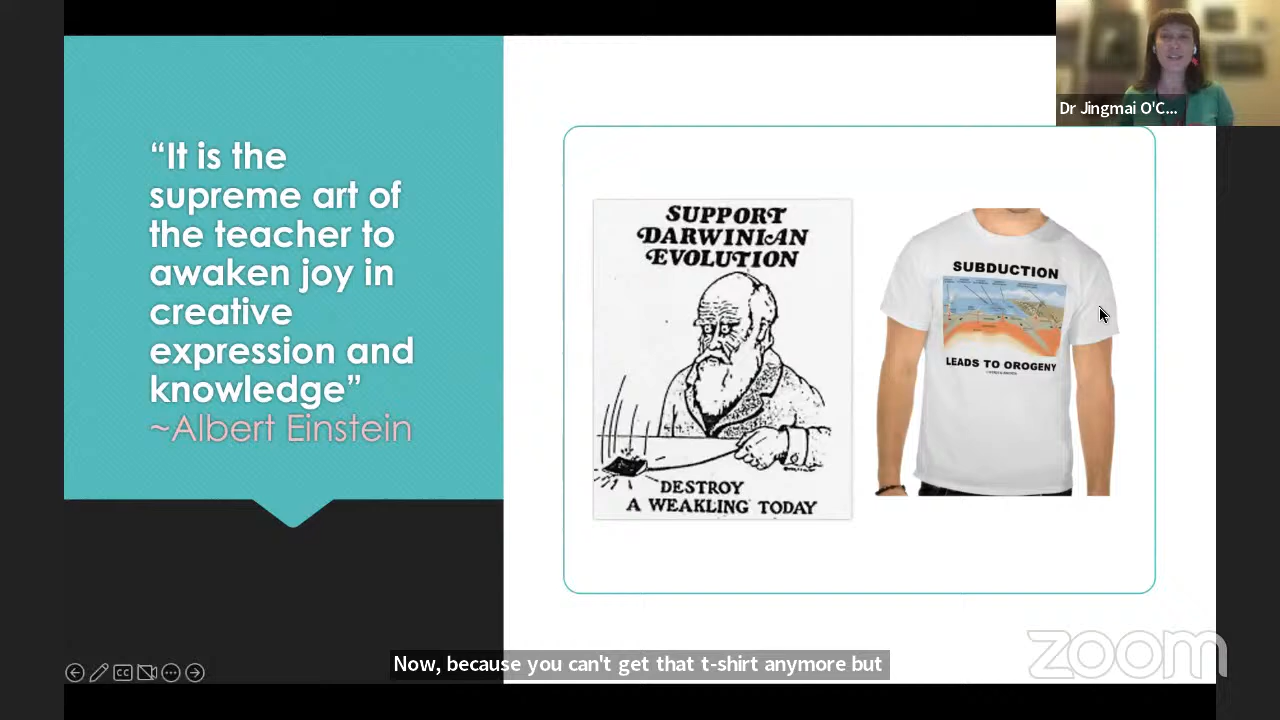 “It is the
supreme art of
the teacher to
awaken joy in
creative
expression and
knowledge”
~Albert Einstein
SUPPORT
DARWINIAN
EVOLUTION
DESTROY
A WEAKLING TODAY
SUBDUCTION
LEADS TO OROGENY
Dr Jingmai O'C...
CC
Now, because you can't get that t-shirt anymore but
zoom